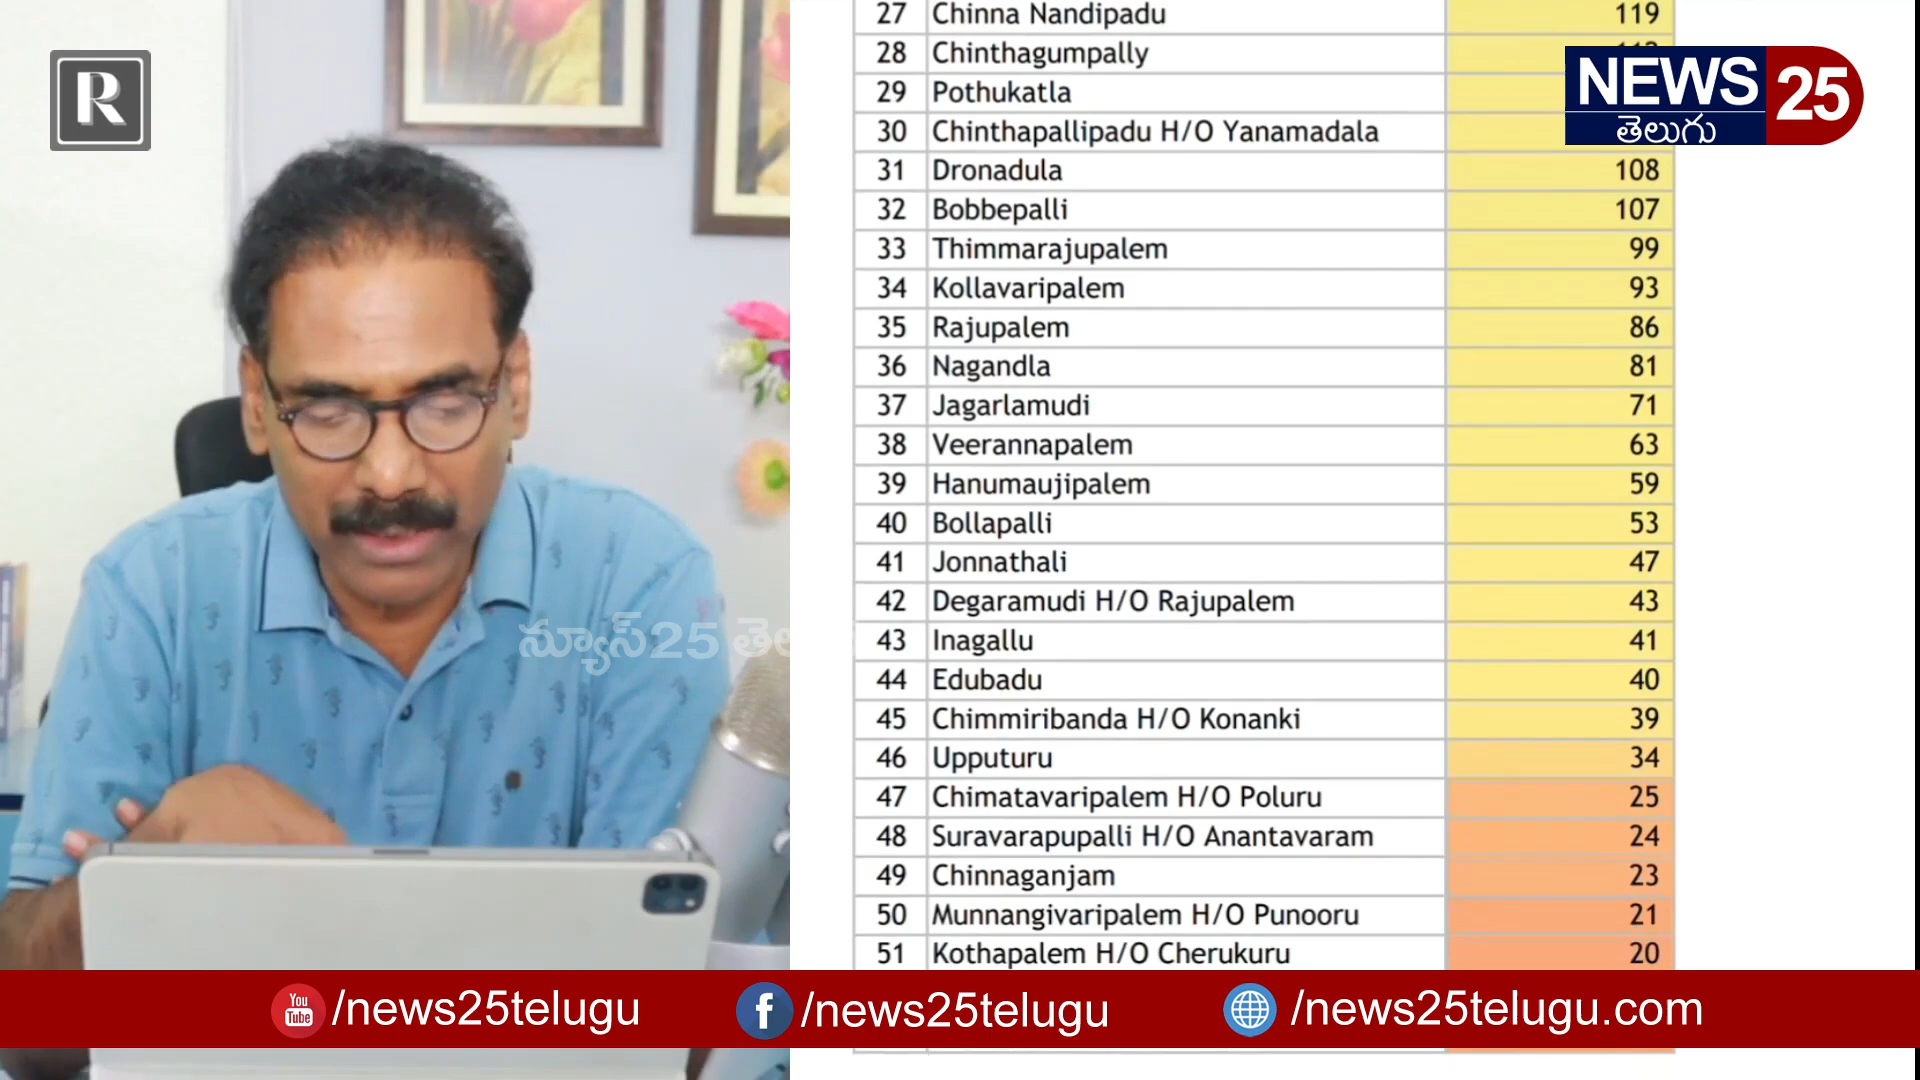 R
27 Chinna Nandipadu 119
28 Chinthagumpally
29 Pothukatla
30 Chinthapallipadu H/O Yanamadala
31 Dronadula 108
32 Bobbepalli 107
33 Thimmarajupalem 99
34 Kollavaripalem 93
35 Rajupalem 86
36 Nagandla 81
37 Jagarlamudi 71
38 Veerannapalem 63
39 Hanumaujipalem 59
40 Bollapalli 53
41 Jonnathali 47
42 Degaramudi H/O Rajupalem 43
43 Inagallu 41
44 Edubadu 40
45 Chimmiribanda H/O Konanki 39
46 Upputuru 34
47 Chimatavaripalem H/O Poluru 25
48 Suravarapupalli H/O Anantavaram 24
49 Chinnaganjam 23
50 Munnangivaripalem H/O Punooru 21
51 Kothapalem H/O Cherukuru 20
NEWS 25
తెలుగు
న్యూస్25
You Tube /news25telugu
f /news25telugu
/news25telugu.com